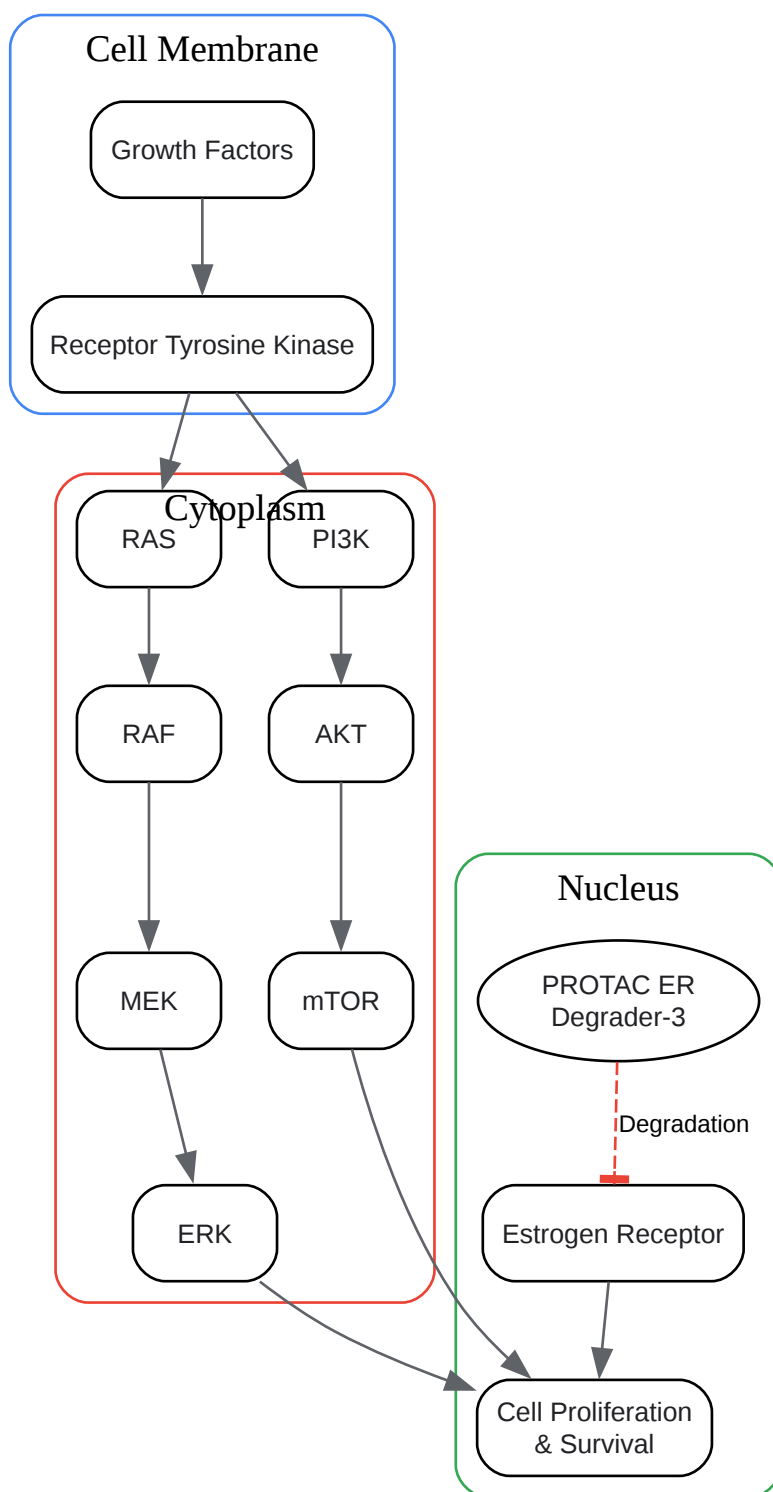 Cell Membrane
Growth Factors
Receptor Tyrosine Kinase
Cytoplasm
RAS
PI3K
RAF
AKT
Nucleus
PROTAC ER
Degrader-3
MEK
mTOR
Degradation
ERK
Estrogen Receptor
Cell Proliferation
& Survival